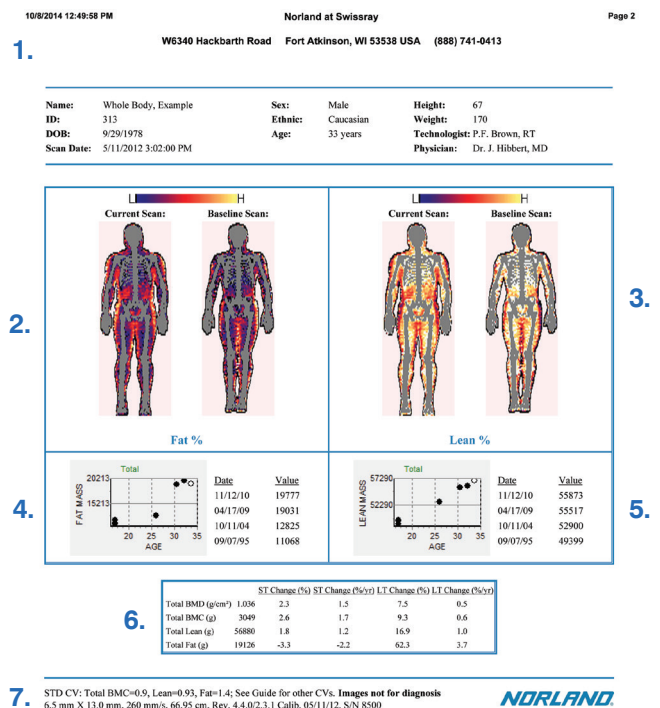 10/8/2014 12:49:58 PM Norland at Swissray Page 2
W6340 Hackbarth Road Fort Atkinson, WI 53538 USA (888) 741-0413
1.
Name: Whole Body, Example Sex: Male Height: 67
ID: 313 Ethnic: Caucasian Weight: 170
DOB: 9/29/1978 Age: 33 years Technologist: P.F. Brown, RT
Scan Date: 5/11/2012 3:02:00 PM Physician: Dr. J. Hibbert, MD
L H L H
Current Scan: Baseline Scan: Current Scan: Baseline Scan:
2. 3.
Fat % Lean %
4.
Total
20213
15213
FAT MASS
20 25 30 35
AGE
Date Value
11/12/10 19777
04/17/09 19031
10/11/04 12825
09/07/95 11068
5.
Total
57290
52290
LEAN MASS
20 25 30 35
AGE
Date Value
11/12/10 55873
04/17/09 55517
10/11/04 52900
09/07/95 49399
6.
ST Change (%) ST Change (%/yr) LT Change (%) LT Change (%/yr)
Total BMD (g/cm²) 1.036 2.3 1.5 7.5 0.5
Total BMC (g) 3049 2.6 1.7 9.3 0.6
Total Lean (g) 56880 1.8 1.2 16.9 1.0
Total Fat (g) 19126 -3.3 -2.2 62.3 3.7
7.
STD CV: Total BMC=0.9, Lean=0.93, Fat=1.4; See Guide for other CVs. Images not for diagnosis
6.5 mm X 13.0 mm, 260 mm/s, 66.95 cm, Rev. 4.4.0/2.3.1 Calib. 05/11/12, S/N 8500
NORLAND